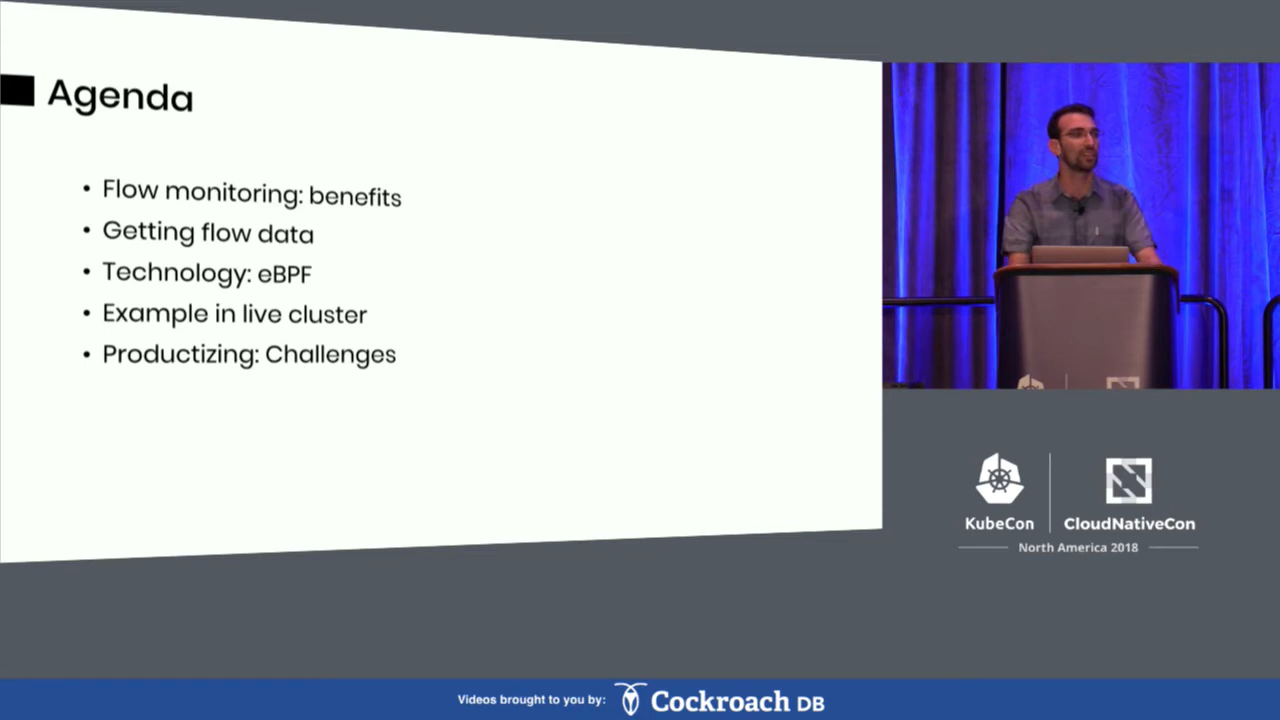 Agenda
• Flow monitoring: benefits
• Getting flow data
• Technology: eBPF
• Example in live cluster
• Productizing: Challenges
KubeCon
CloudNativeCon
North America 2018
Videos brought to you by:
Cockroach DB